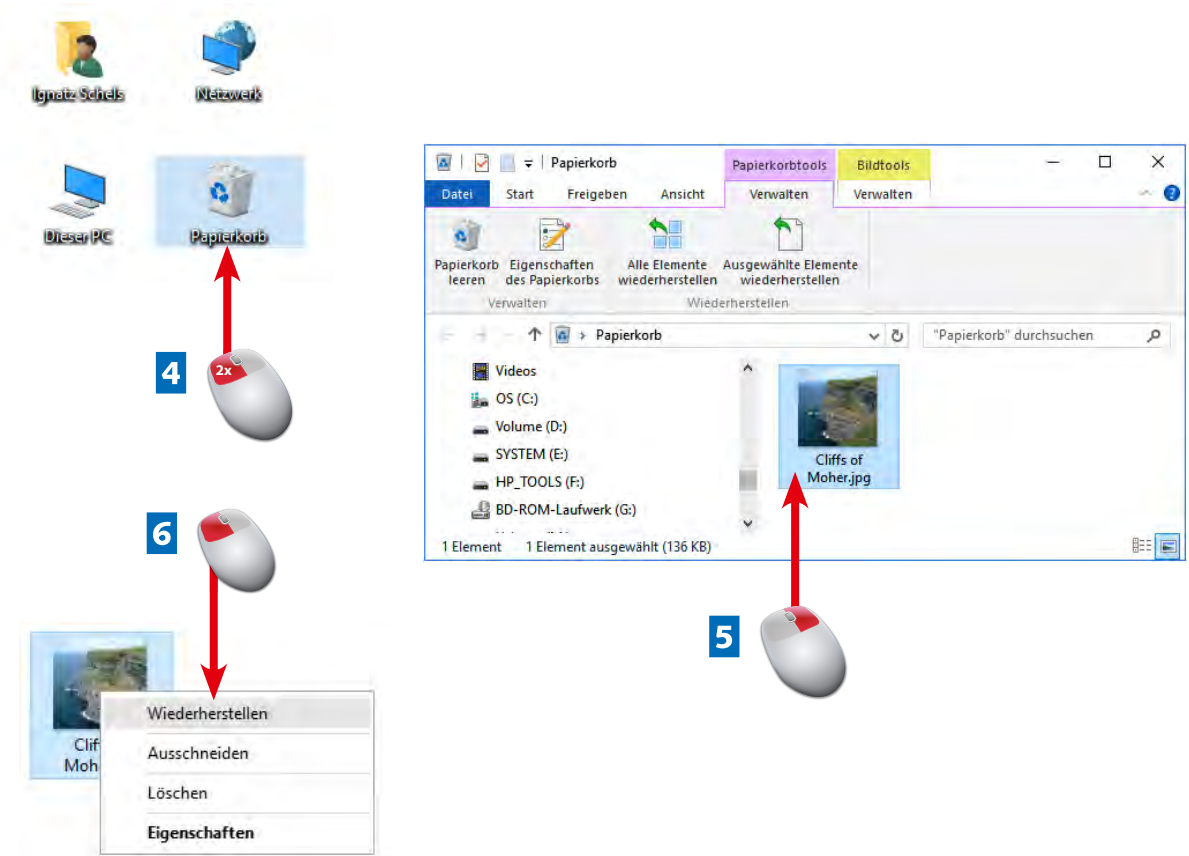 Ignatz Schels
Netzwerk
Dieser PC
Papierkorb
4
2x
Papierkorb
Papierkorbtools
Bildtools
Datei
Start
Freigeben
Ansicht
Verwalten
Verwalten
?
Papierkorb
leeren
Eigenschaften
des Papierkorbs
Alle Elemente
wiederherstellen
Ausgewählte Elemente
wiederherstellen
Verwalten
Wiederherstellen
Papierkorb
"Papierkorb" durchsuchen
Videos
OS (C:)
Volume (D:)
SYSTEM (E:)
HP_TOOLS (F:)
BD-ROM-Laufwerk (G:)
Cliffs of
Moher.jpg
1 Element
1 Element ausgewählt (136 KB)
5
6
Clif
Moh
Wiederherstellen
Ausschneiden
Löschen
Eigenschaften